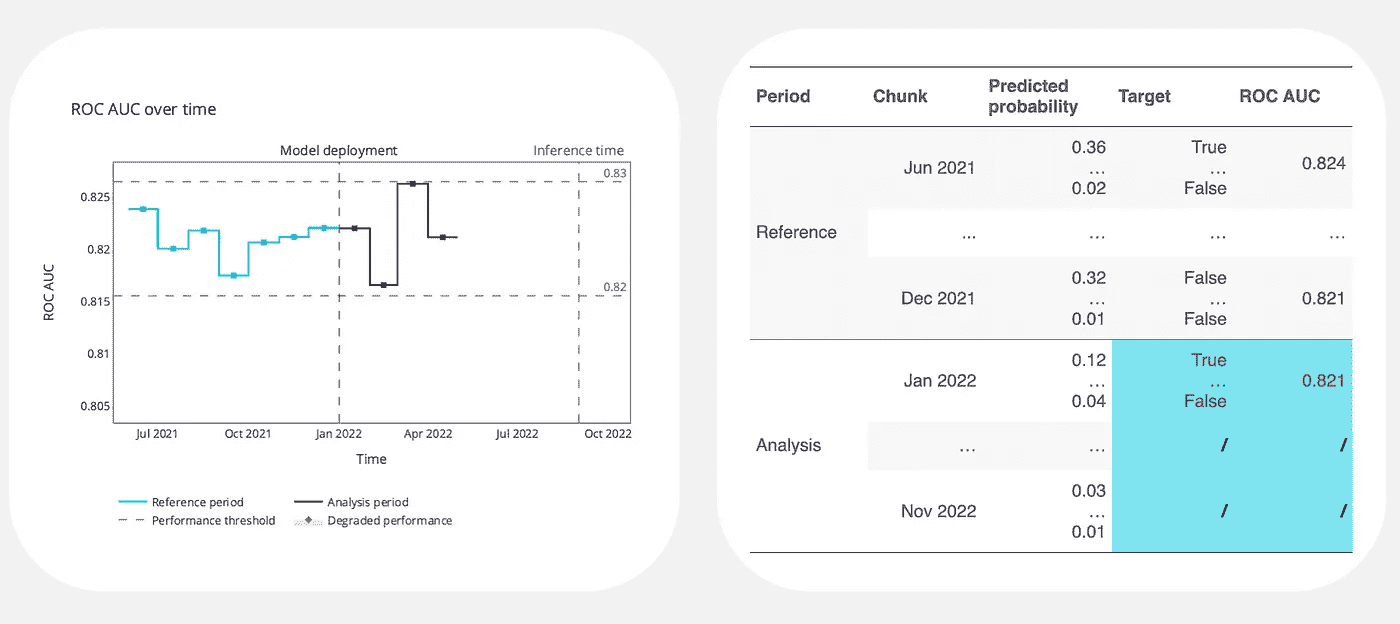 ROC AUC over time
Model deployment
Inference time
0.83
0.825
0.82
0.82
0.815
0.81
0.805
ROC AUC
Jul 2021 Oct 2021 Jan 2022 Apr 2022 Jul 2022 Oct 2022
Time
Reference period Analysis period
Performance threshold Degraded performance
Period Chunk Predicted probability Target ROC AUC
Reference
Jun 2021
0.36
...
0.02
True
...
False
0.824
... ... ... ...
Dec 2021
0.32
...
0.01
False
...
False
0.821
Analysis
Jan 2022
0.12
...
0.04
True
...
False
0.821
... ... / /
Nov 2022
0.03
...
0.01
/ /